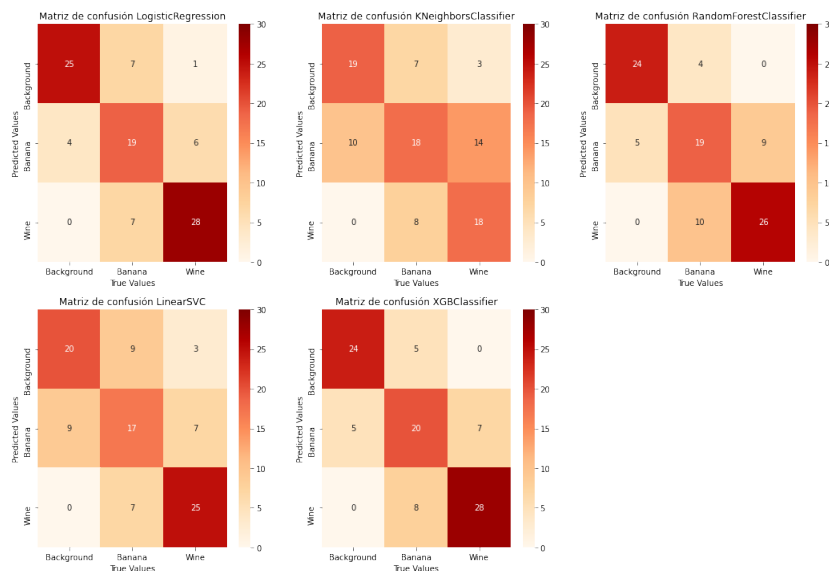 Matriz de confusión LogisticRegression
Predicted Values
Background
Banana
Wine
25 7 1
4 19 6
0 7 28
Background Banana Wine
True Values
30
25
20
15
10
5
0
Matriz de confusión KNeighborsClassifier
Predicted Values
Background
Banana
Wine
19 7 3
10 18 14
0 8 18
Background Banana Wine
True Values
30
25
20
15
10
5
0
Matriz de confusión RandomForestClassifier
Predicted Values
Background
Banana
Wine
24 4 0
5 19 9
0 10 26
Background Banana Wine
True Values
Matriz de confusión LinearSVC
Predicted Values
Background
Banana
Wine
20 9 3
9 17 7
0 7 25
Background Banana Wine
True Values
30
25
20
15
10
5
0
Matriz de confusión XGBClassifier
Predicted Values
Background
Banana
Wine
24 5 0
5 20 7
0 8 28
Background Banana Wine
True Values
30
25
20
15
10
5
0